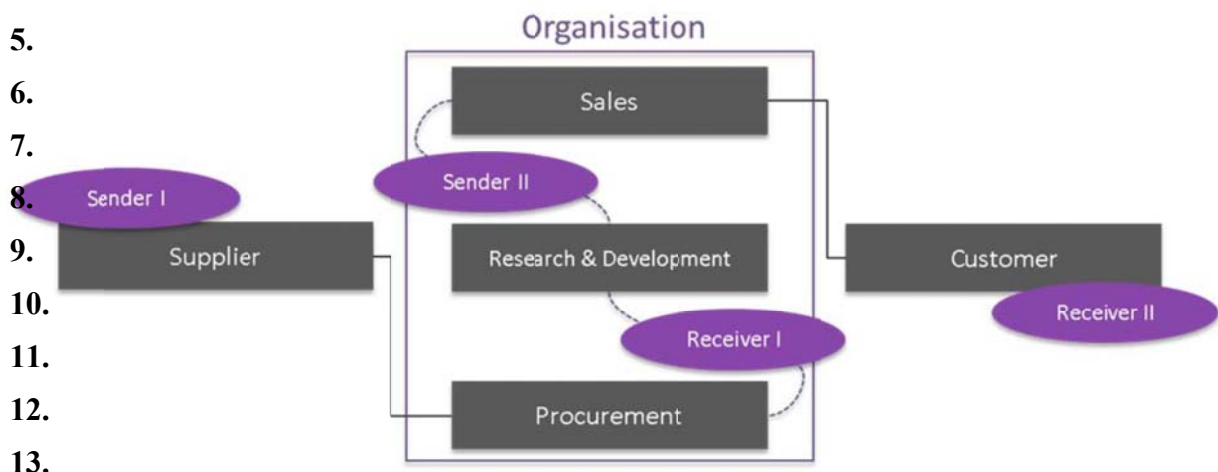 Organisation
5.
6.
Sales
7.
8.
Sender I
Sender II
9.
Supplier
Research & Development
Customer
10.
Receiver II
11.
Receiver I
12.
Procurement
13.